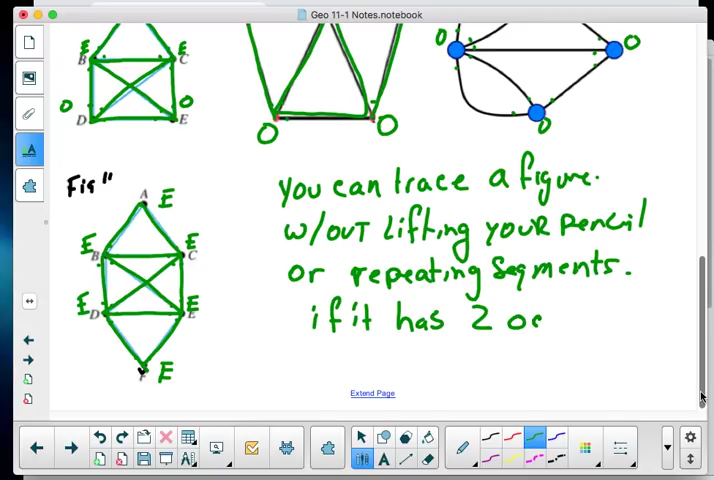 Geo 11-1 Notes.notebook
E E
B C
O O
D E
O O
O O
O
Fig"
A E
E E
B C
E E
D E
F E
You can trace a figure.
w/out lifting your pencil
or repeating segments.
if it has 2 oc
Extend Page